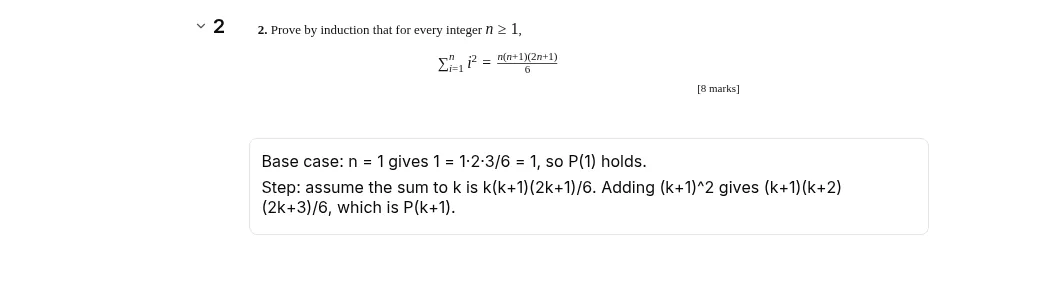 2
2. Prove by induction that for every integer n ≥ 1,
∑ⁿᵢ₌₁ i² = n(n+1)(2n+1)/6
[8 marks]
Base case: n = 1 gives 1 = 1·2·3/6 = 1, so P(1) holds.
Step: assume the sum to k is k(k+1)(2k+1)/6. Adding (k+1)^2 gives (k+1)(k+2)
(2k+3)/6, which is P(k+1).